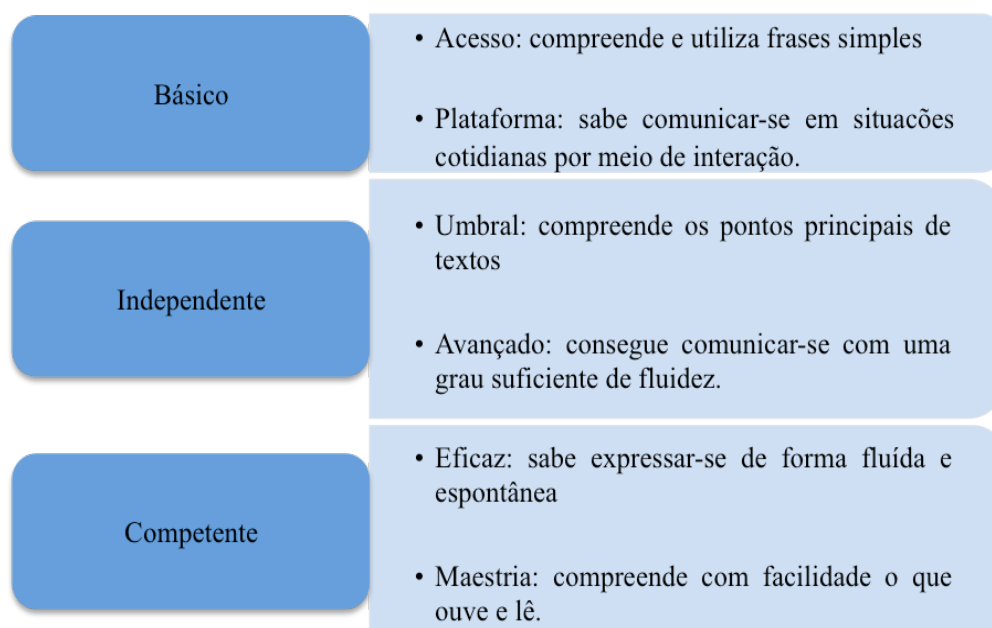 Básico
• Acesso: compreende e utiliza frases simples
• Plataforma: sabe comunicar-se em situacões
cotidianas por meio de interação.
Independente
• Umbral: compreende os pontos principais de
textos
• Avançado: consegue comunicar-se com uma
grau suficiente de fluidez.
Competente
• Eficaz: sabe expressar-se de forma fluída e
espontânea
• Maestria: compreende com facilidade o que
ouve e lê.